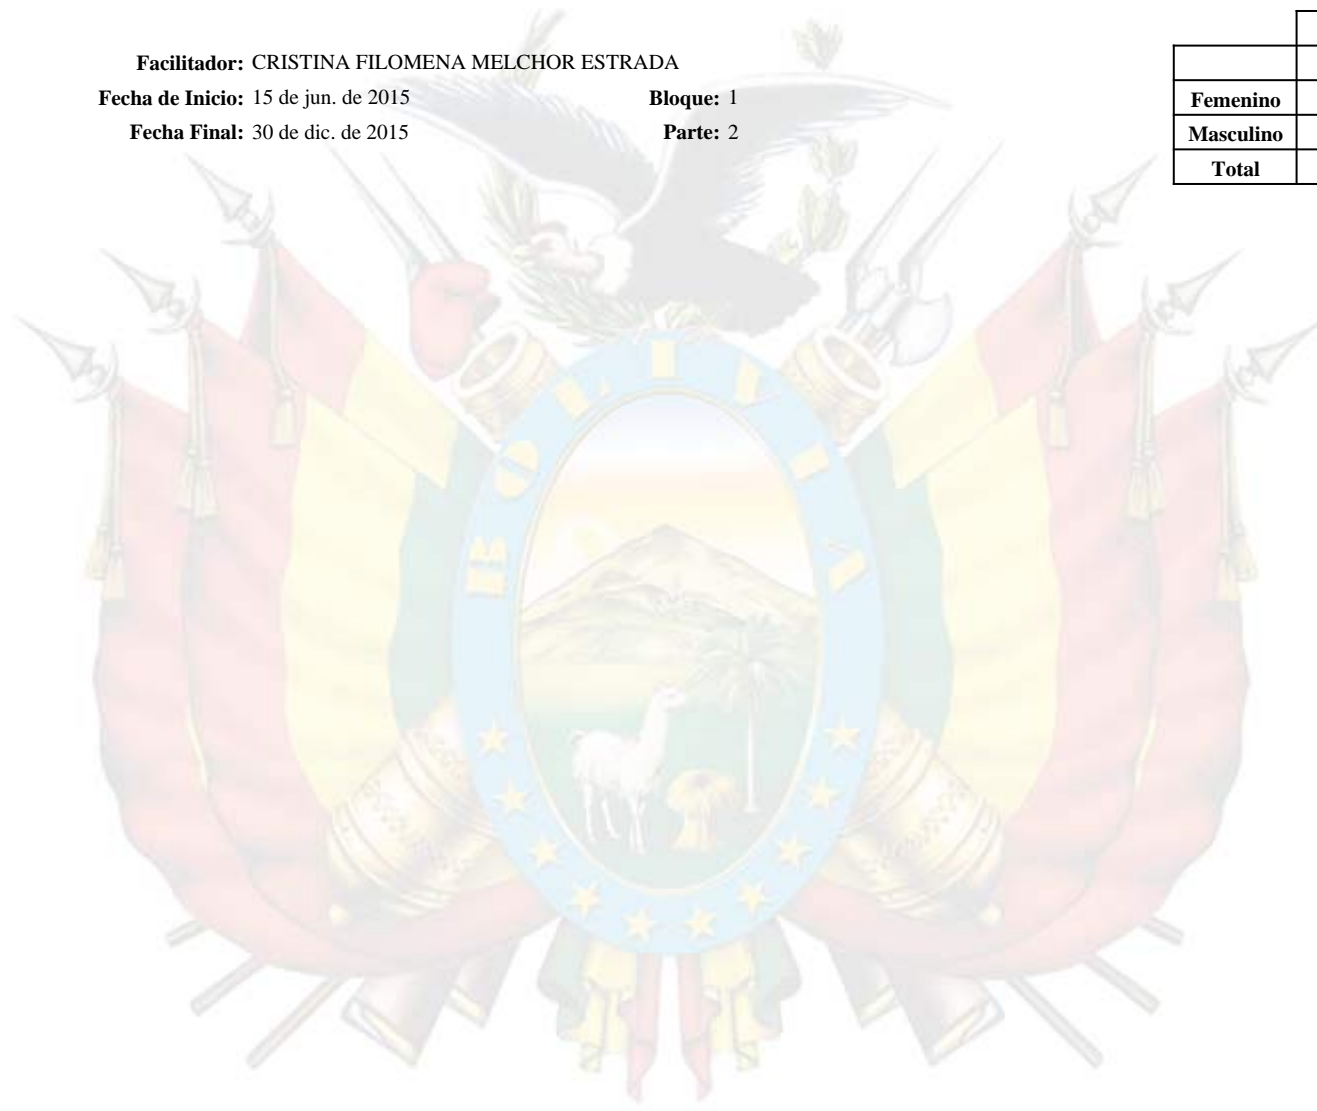 Facilitador: CRISTINA FILOMENA MELCHOR ESTRADA
Fecha de Inicio: 15 de jun. de 2015 Bloque: 1
Fecha Final: 30 de dic. de 2015 Parte: 2
Femenino
Masculino
Total
BOLIVIA